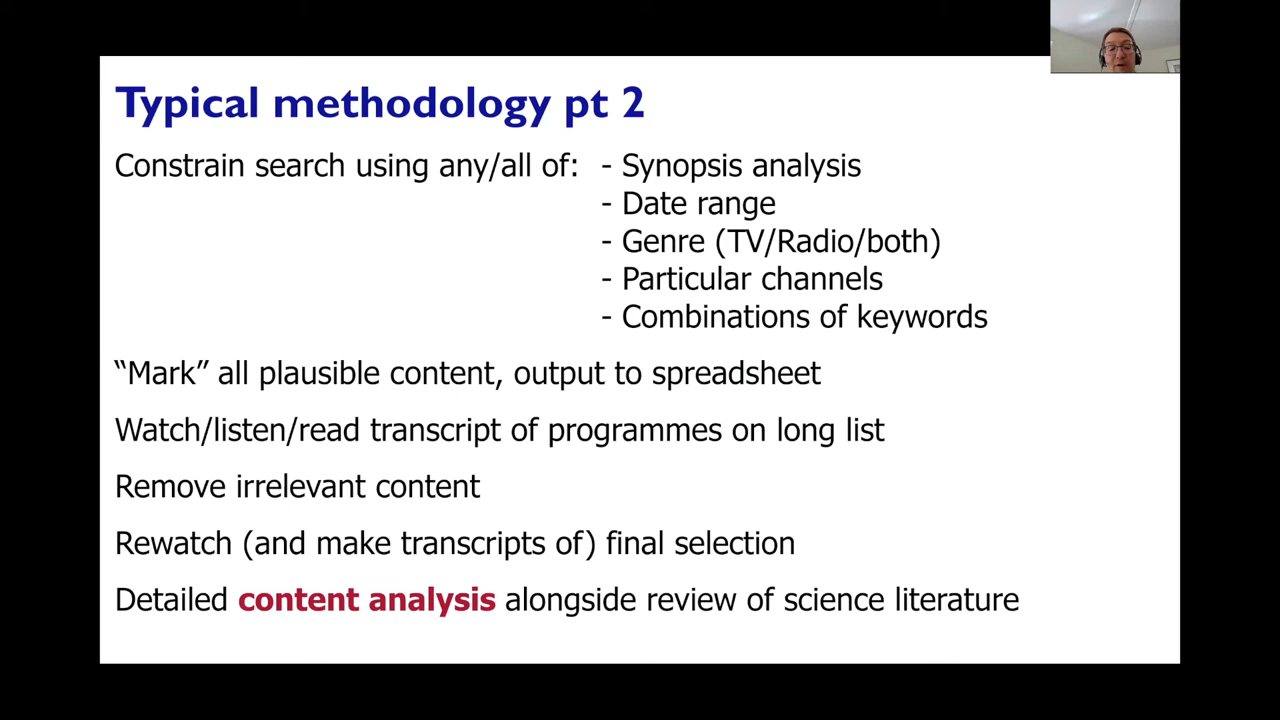 Typical methodology pt 2
Constrain search using any/all of: - Synopsis analysis
- Date range
- Genre (TV/Radio/both)
- Particular channels
- Combinations of keywords
“Mark” all plausible content, output to spreadsheet
Watch/listen/read transcript of programmes on long list
Remove irrelevant content
Rewatch (and make transcripts of) final selection
Detailed content analysis alongside review of science literature